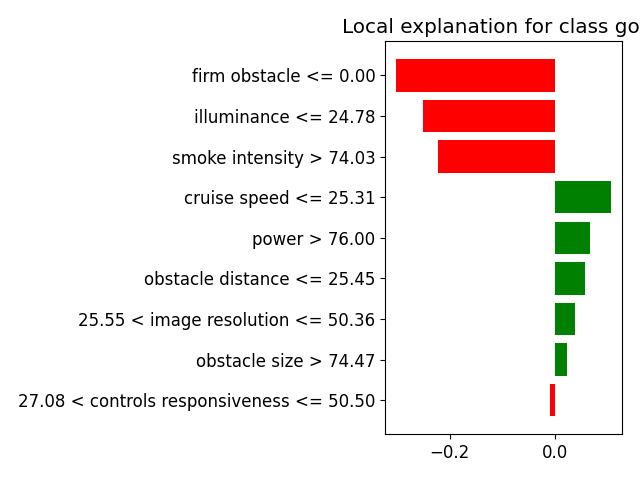 Local explanation for class go
firm obstacle <= 0.00
illuminance <= 24.78
smoke intensity > 74.03
cruise speed <= 25.31
power > 76.00
obstacle distance <= 25.45
25.55 < image resolution <= 50.36
obstacle size > 74.47
27.08 < controls responsiveness <= 50.50
−0.2 0.0